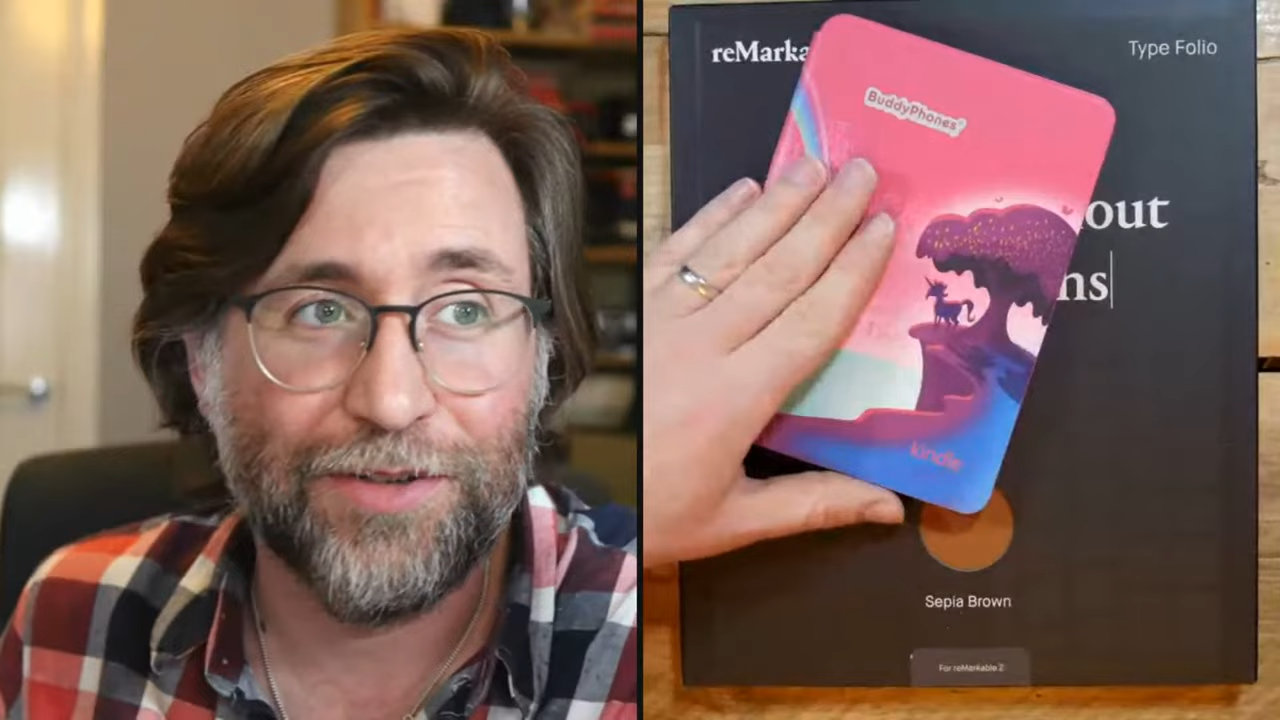 reMarka
Type Folio
BuddyPhones
out
ns
kindle
Sepia Brown
For reMarkable 2